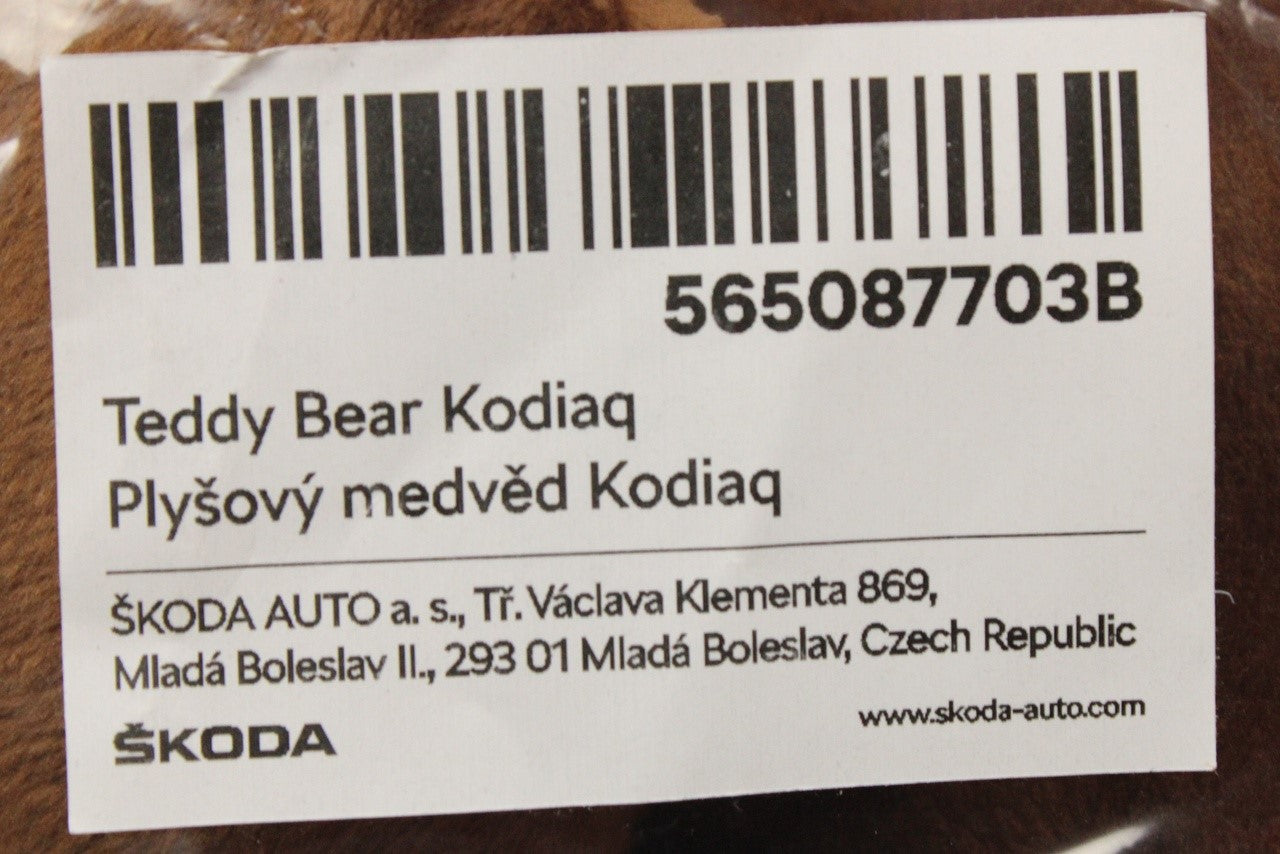 565087703B
Teddy Bear Kodiaq
Plyšový medvěd Kodiaq
ŠKODA AUTO a. s., Tř. Václava Klementa 869,
Mladá Boleslav II., 293 01 Mladá Boleslav, Czech Republic
www.skoda-auto.com
ŠKODA